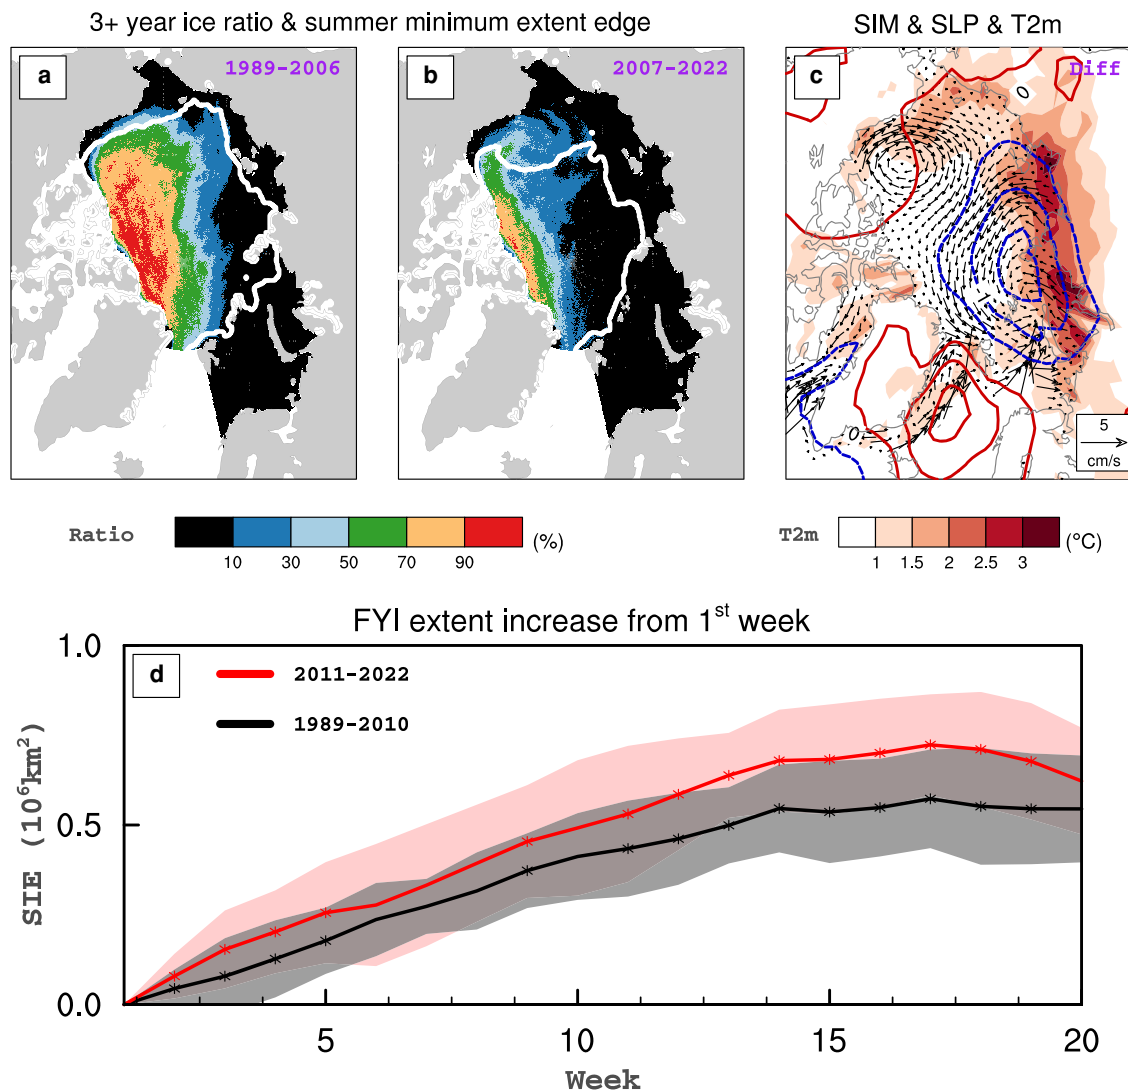 3+ year ice ratio & summer minimum extent edge
SIM & SLP & T2m
a
1989-2006
b
2007-2022
c
Diff
0
0
5
cm/s
Ratio
10 30 50 70 90
(%)
T2m
1 1.5 2 2.5 3
(°C)
FYI extent increase from 1st week
d
2011-2022
1989-2010
SIE (10⁶km²)
1.0
0.5
0.0
5 10 15 20
Week